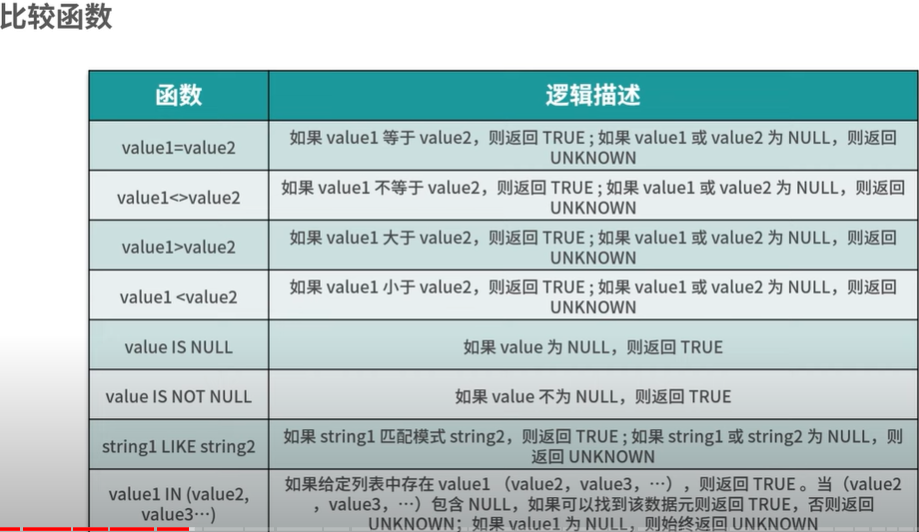 比较函数
函数 逻辑描述
value1=value2 如果 value1 等于 value2，则返回 TRUE ; 如果 value1 或 value2 为 NULL，则返回
UNKNOWN
value1<>value2 如果 value1 不等于 value2，则返回 TRUE ; 如果 value1 或 value2 为 NULL，则返回
UNKNOWN
value1>value2 如果 value1 大于 value2，则返回 TRUE ; 如果 value1 或 value2 为 NULL，则返回
UNKNOWN
value1 <value2 如果 value1 小于 value2，则返回 TRUE ; 如果 value1 或 value2 为 NULL，则返回
UNKNOWN
value IS NULL 如果 value 为 NULL，则返回 TRUE
value IS NOT NULL 如果 value 不为 NULL，则返回 TRUE
string1 LIKE string2 如果 string1 匹配模式 string2，则返回 TRUE ; 如果 string1 或 string2 为 NULL，则
返回 UNKNOWN
value1 IN (value2,
value3…)
如果给定列表中存在 value1 （value2，value3，…），则返回 TRUE 。当（value2
，value3，…）包含 NULL，如果可以找到该数据元则返回 TRUE，否则返回
UNKNOWN；如果 value1 为 NULL，则始终返回 UNKNOWN